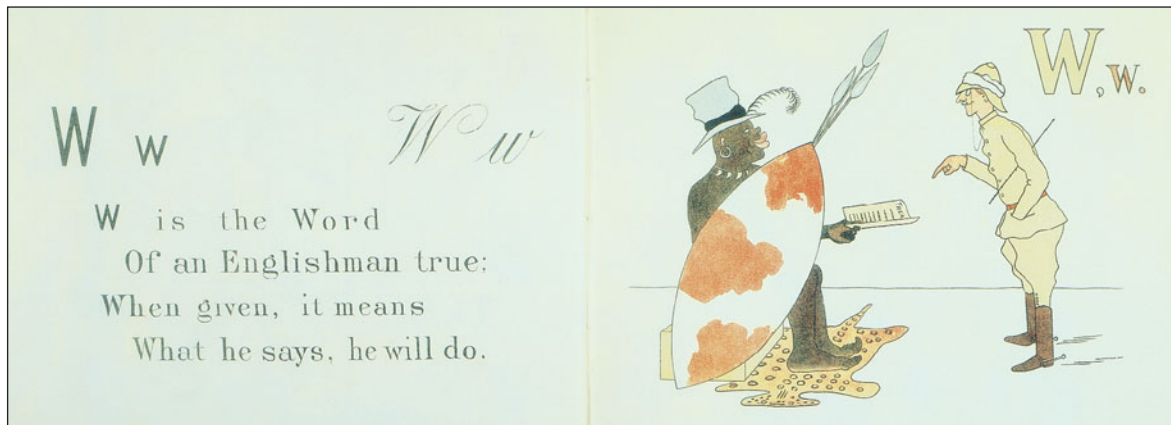 W w
W w
W is the Word
Of an Englishman true;
When given, it means
What he says, he will do.
W, w.